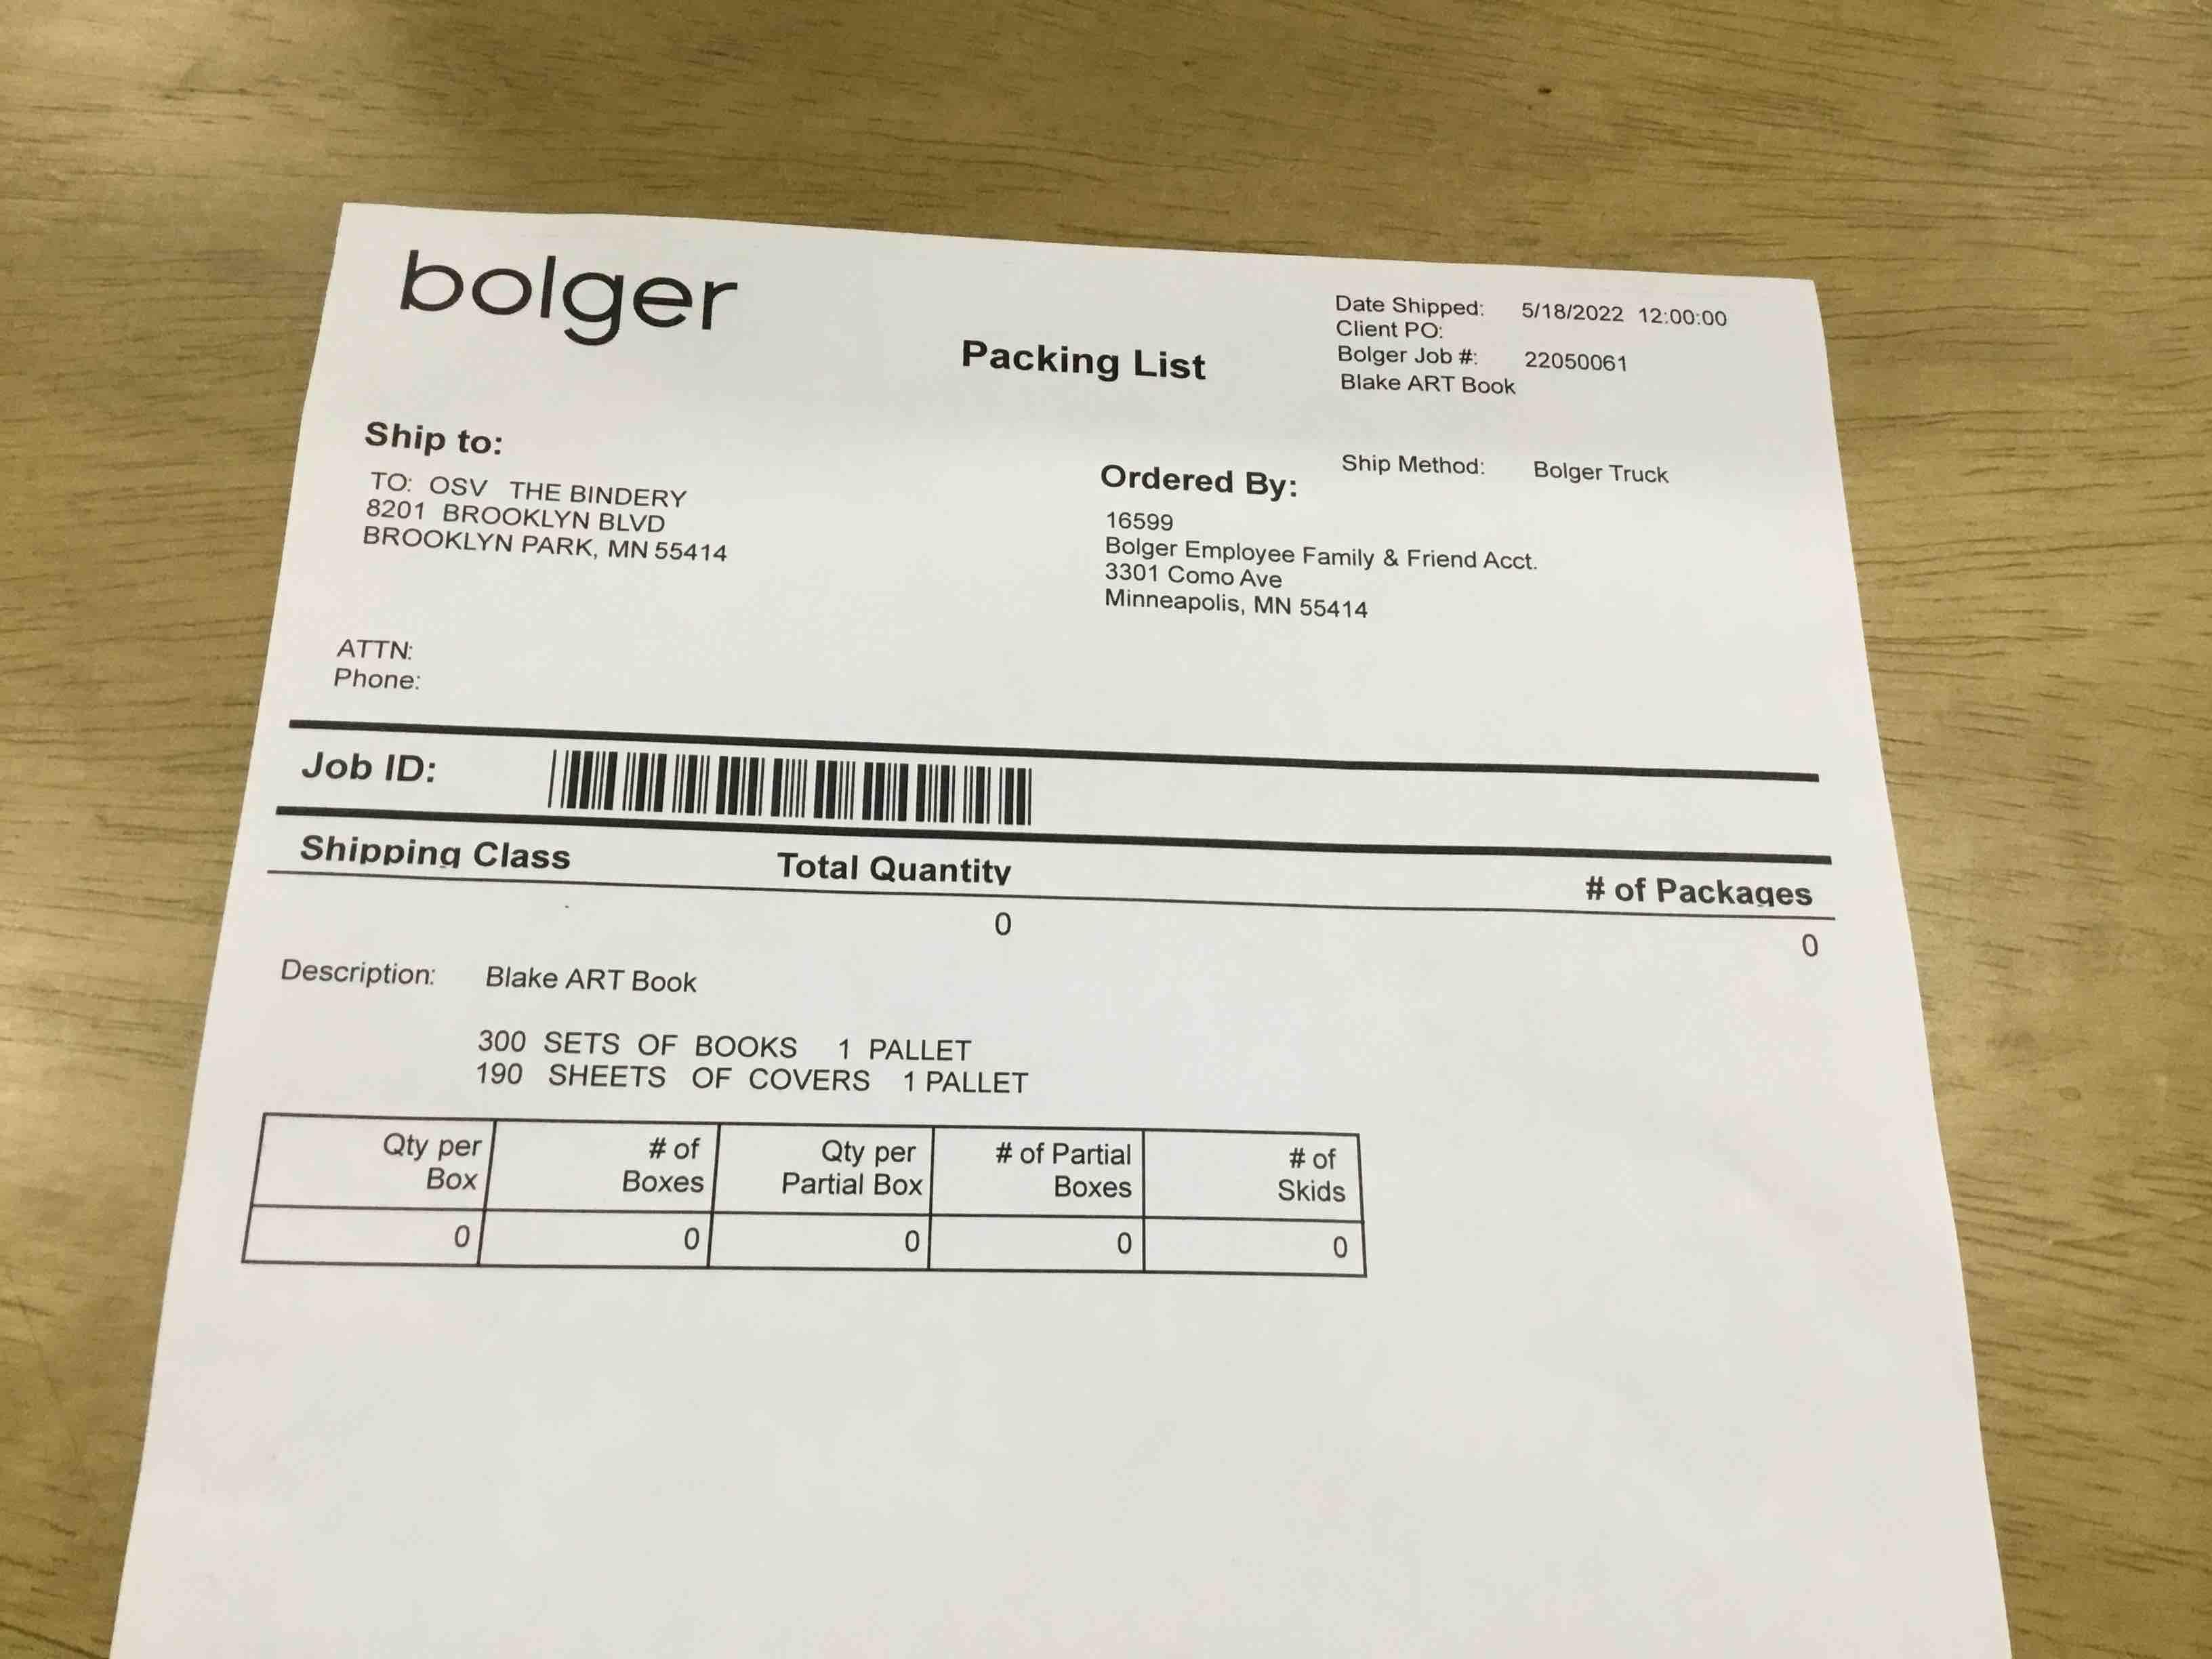 bolger
Packing List
Date Shipped: 5/18/2022 12:00:00
Client PO:
Bolger Job #: 22050061
Blake ART Book
Ship Method: Bolger Truck
Ship to:
TO: OSV THE BINDERY
8201 BROOKLYN BLVD
BROOKLYN PARK, MN 55414
Ordered By:
16599
Bolger Employee Family & Friend Acct.
3301 Como Ave
Minneapolis, MN 55414
ATTN:
Phone:
Job ID:
Shipping Class Total Quantity # of Packages
0 0
Description: Blake ART Book
300 SETS OF BOOKS 1 PALLET
190 SHEETS OF COVERS 1 PALLET
Qty per Box # of Boxes Qty per Partial Box # of Partial Boxes # of Skids
0 0 0 0 0